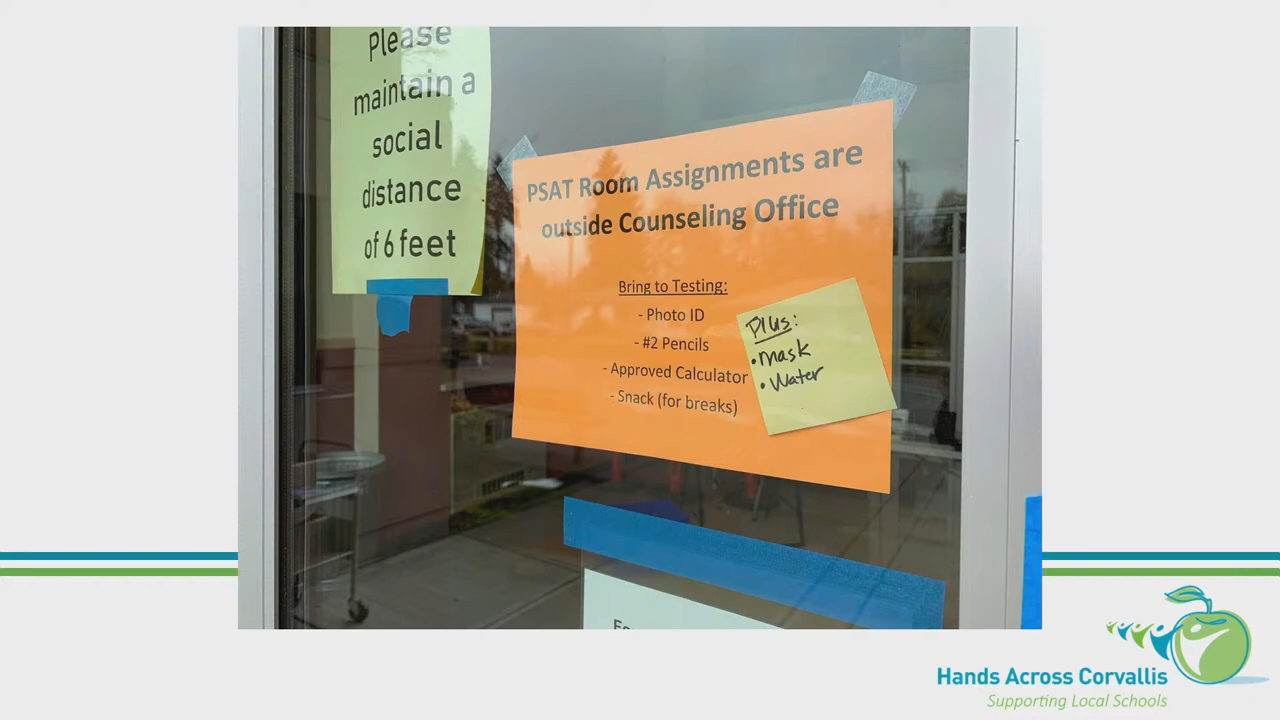 Please
maintain a
social
distance
of 6 feet
PSAT Room Assignments are
outside Counseling Office
Bring to Testing:
- Photo ID
- #2 Pencils
- Approved Calculator
- Snack (for breaks)
Plus:
• mask
• Water
Hands Across Corvallis
Supporting Local Schools